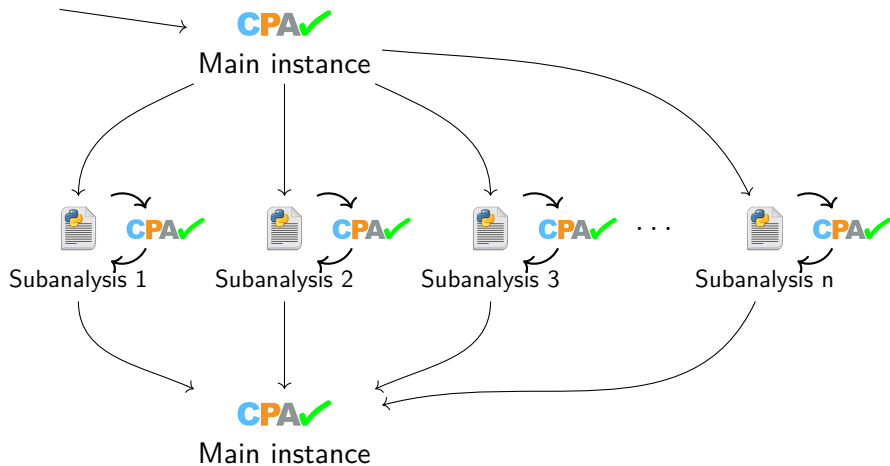 CPA
Main instance
CPA CPA CPA . . . CPA
Subanalysis 1 Subanalysis 2 Subanalysis 3 Subanalysis n
CPA
Main instance